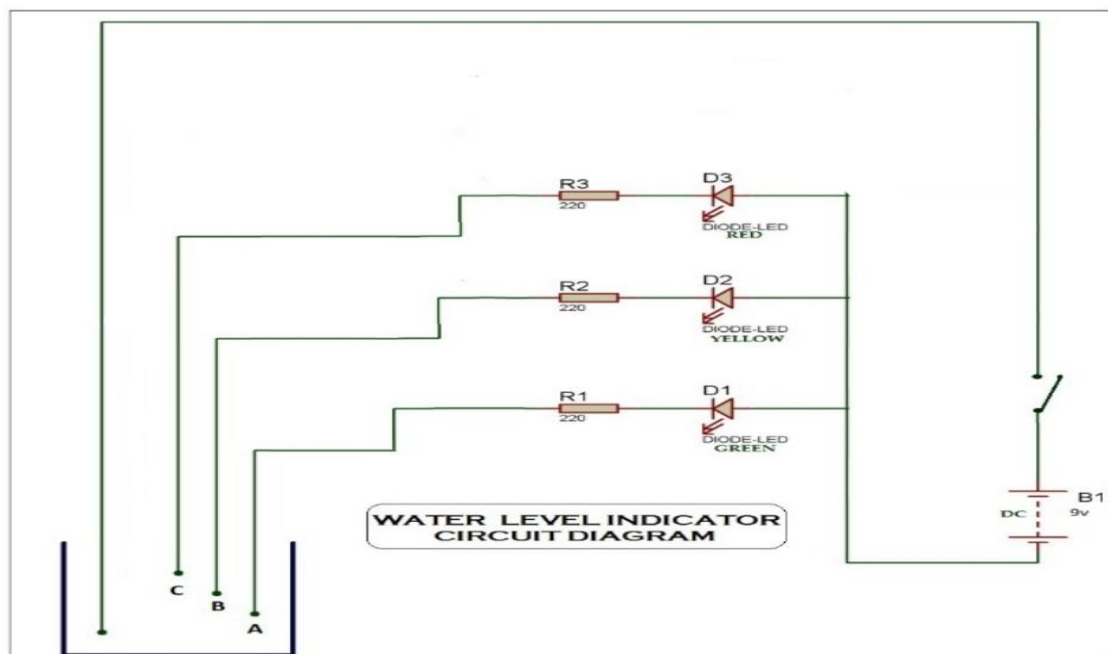 R3
220
D3
DIODE-LED
RED
R2
220
D2
DIODE-LED
YELLOW
R1
220
D1
DIODE-LED
GREEN
WATER LEVEL INDICATOR
CIRCUIT DIAGRAM
DC
B1
9v
C
B
A